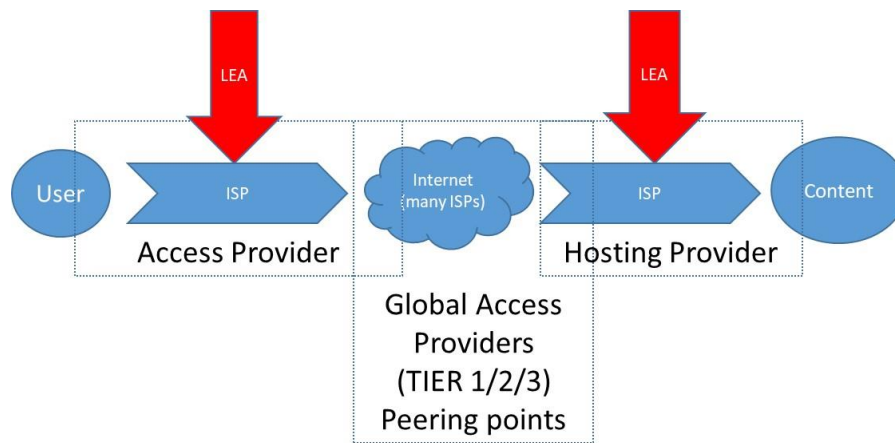 LEA
LEA
User
ISP
Internet
(many ISPs)
ISP
Content
Access Provider
Hosting Provider
Global Access
Providers
(TIER 1/2/3)
Peering points